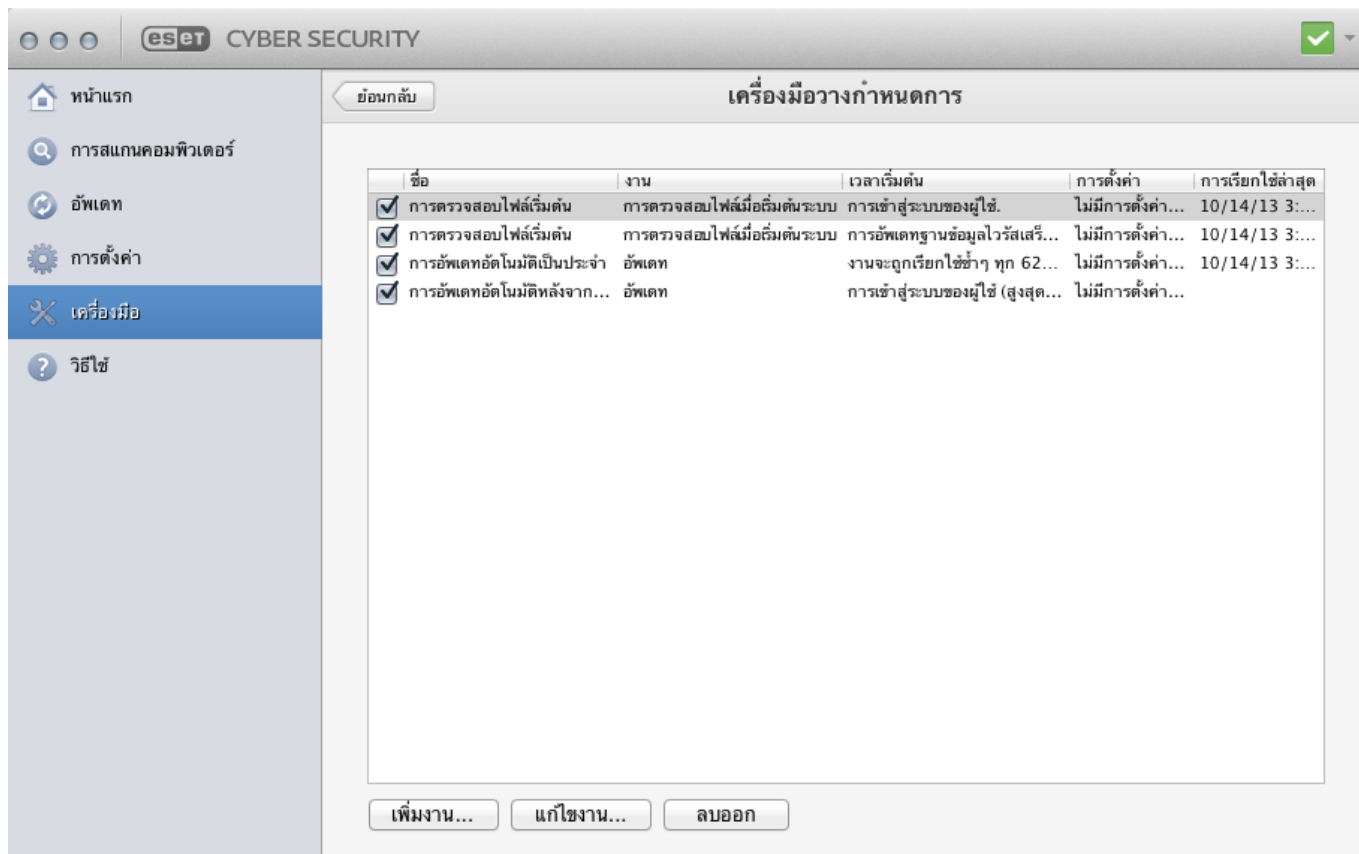 eset CYBER SECURITY
หน้าแรก
การสแกนคอมพิวเตอร์
อัพเดท
การตั้งค่า
เครื่องมือ
วิธีใช้
ย้อนกลับ เครื่องมือวางกำหนดการ
ชื่อ งาน เวลาเริ่มต้น การตั้งค่า การเรียกใช้ล่าสุด
การตรวจสอบไฟล์เริ่มต้น การตรวจสอบไฟล์เมื่อเริ่มต้นระบบ การเข้าสู่ระบบของผู้ใช้. ไม่มีการตั้งค่า... 10/14/13 3:...
การตรวจสอบไฟล์เริ่มต้น การตรวจสอบไฟล์เมื่อเริ่มต้นระบบ การอัพเดทฐานข้อมูลไวรัสเสร็... ไม่มีการตั้งค่า... 10/14/13 3:...
การอัพเดทอัตโนมัติเป็นประจำ อัพเดท งานจะถูกเรียกใช้ซ้ำๆ ทุก 62... ไม่มีการตั้งค่า... 10/14/13 3:...
การอัพเดทอัตโนมัติหลังจาก... อัพเดท การเข้าสู่ระบบของผู้ใช้ (สูงสุด... ไม่มีการตั้งค่า...
เพิ่มงาน... แก้ไขงาน... ลบออก